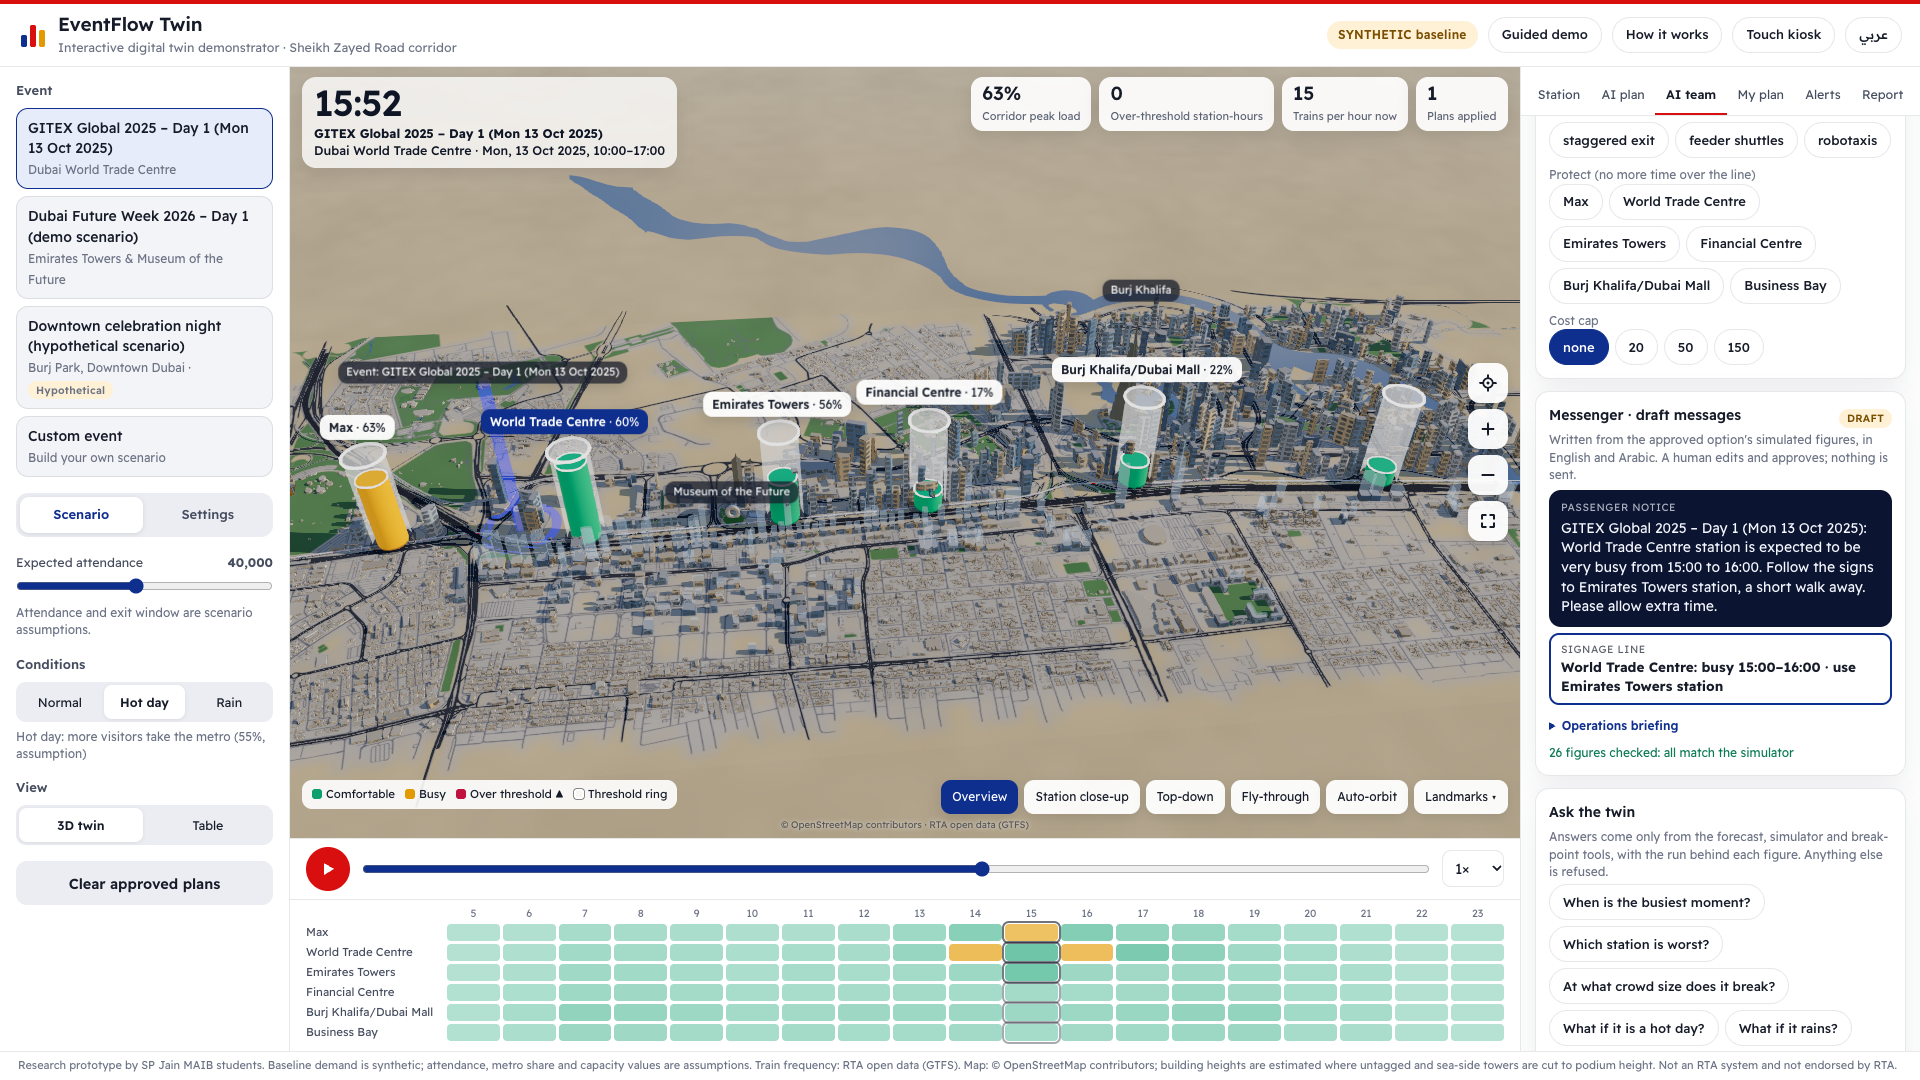 EventFlow Twin
Interactive digital twin demonstrator · Sheikh Zayed Road corridor
SYNTHETIC baseline
Guided demo
How it works
Touch kiosk
عربي
Event
GITEX Global 2025 – Day 1 (Mon
13 Oct 2025)
Dubai World Trade Centre
Dubai Future Week 2026 – Day 1
(demo scenario)
Emirates Towers & Museum of the
Future
Downtown celebration night
(hypothetical scenario)
Burj Park, Downtown Dubai ·
Hypothetical
Custom event
Build your own scenario
Scenario
Settings
Expected attendance
40,000
Attendance and exit window are scenario
assumptions.
Conditions
Normal
Hot day
Rain
Hot day: more visitors take the metro (55%,
assumption)
View
3D twin
Table
Clear approved plans
15:52
GITEX Global 2025 – Day 1 (Mon 13 Oct 2025)
Dubai World Trade Centre · Mon, 13 Oct 2025, 10:00–17:00
63%
Corridor peak load
0
Over-threshold station-hours
15
Trains per hour now
1
Plans applied
Burj Khalifa
Event: GITEX Global 2025 – Day 1 (Mon 13 Oct 2025)
Max · 63%
World Trade Centre · 60%
Emirates Towers · 56%
Financial Centre · 17%
Burj Khalifa/Dubai Mall · 22%
Museum of the Future
Comfortable
Busy
Over threshold ▲
Threshold ring
Overview
Station close-up
Top-down
Fly-through
Auto-orbit
Landmarks
© OpenStreetMap contributors · RTA open data (GTFS)
1×
5 6 7 8 9 10 11 12 13 14 15 16 17 18 19 20 21 22 23
Max
World Trade Centre
Emirates Towers
Financial Centre
Burj Khalifa/Dubai Mall
Business Bay
Station
AI plan
AI team
My plan
Alerts
Report
staggered exit
feeder shuttles
robotaxis
Protect (no more time over the line)
Max
World Trade Centre
Emirates Towers
Financial Centre
Burj Khalifa/Dubai Mall
Business Bay
Cost cap
none
20
50
150
Messenger · draft messages
DRAFT
Written from the approved option's simulated figures, in
English and Arabic. A human edits and approves; nothing is
sent.
PASSENGER NOTICE
GITEX Global 2025 – Day 1 (Mon 13 Oct 2025):
World Trade Centre station is expected to be
very busy from 15:00 to 16:00. Follow the signs
to Emirates Towers station, a short walk away.
Please allow extra time.
SIGNAGE LINE
World Trade Centre: busy 15:00–16:00 · use
Emirates Towers station
Operations briefing
26 figures checked: all match the simulator
Ask the twin
Answers come only from the forecast, simulator and break-
point tools, with the run behind each figure. Anything else
is refused.
When is the busiest moment?
Which station is worst?
At what crowd size does it break?
What if it is a hot day?
What if it rains?
Research prototype by SP Jain MAIB students. Baseline demand is synthetic; attendance, metro share and capacity values are assumptions. Train frequency: RTA open data (GTFS). Map: © OpenStreetMap contributors; building heights are estimated where untagged and sea-side towers are cut to podium height. Not an RTA system and not endorsed by RTA.